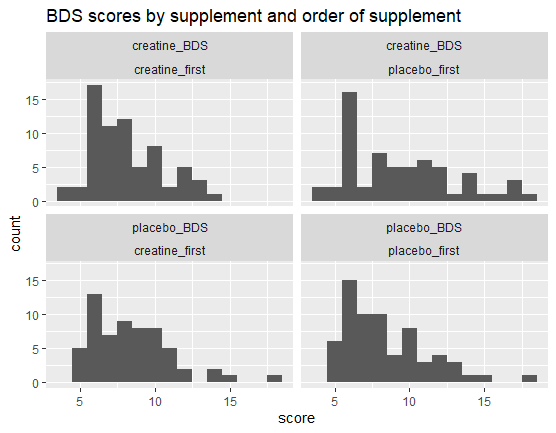 BDS scores by supplement and order of supplement
creatine_BDS
creatine_first
creatine_BDS
placebo_first
15
10
5
0
placebo_BDS
creatine_first
placebo_BDS
placebo_first
15
10
5
0
count
5 10 15
5 10 15
score